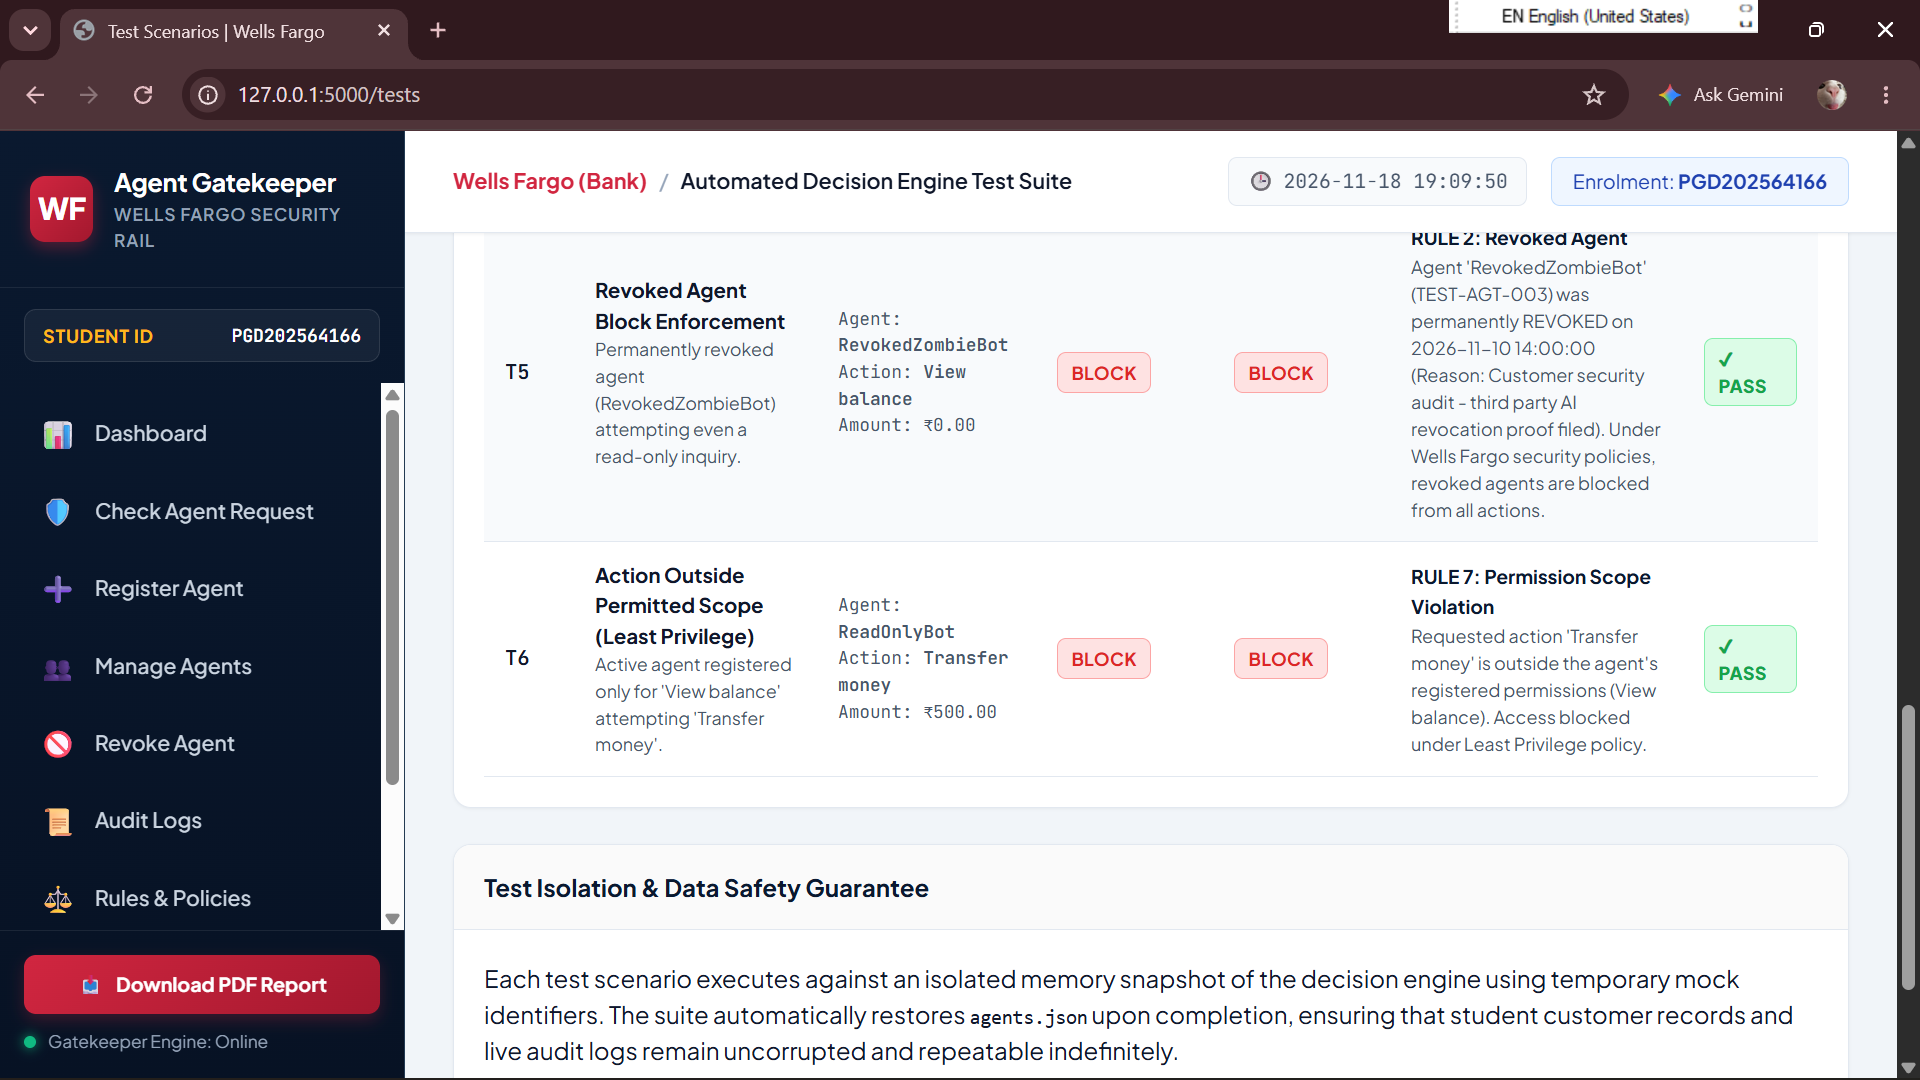 Test Scenarios | Wells Fargo
EN English (United States)
127.0.0.1:5000/tests
Ask Gemini
WF
Agent Gatekeeper
WELLS FARGO SECURITY
RAIL
STUDENT ID PGD202564166
Dashboard
Check Agent Request
Register Agent
Manage Agents
Revoke Agent
Audit Logs
Rules & Policies
Download PDF Report
Gatekeeper Engine: Online
Wells Fargo (Bank) / Automated Decision Engine Test Suite
2026-11-18 19:09:50
Enrolment: PGD202564166
T5
Revoked Agent
Block Enforcement
Permanently revoked
agent
(RevokedZombieBot)
attempting even a
read-only inquiry.
Agent:
RevokedZombieBot
Action: View
balance
Amount: ₹0.00
BLOCK
BLOCK
RULE 2: Revoked Agent
Agent 'RevokedZombieBot'
(TEST-AGT-003) was
permanently REVOKED on
2026-11-10 14:00:00
(Reason: Customer security
audit - third party AI
revocation proof filed). Under
Wells Fargo security policies,
revoked agents are blocked
from all actions.
✓
PASS
T6
Action Outside
Permitted Scope
(Least Privilege)
Active agent registered
only for 'View balance'
attempting 'Transfer
money'.
Agent:
ReadOnlyBot
Action: Transfer
money
Amount: ₹500.00
BLOCK
BLOCK
RULE 7: Permission Scope
Violation
Requested action 'Transfer
money' is outside the agent's
registered permissions (View
balance). Access blocked
under Least Privilege policy.
✓
PASS
Test Isolation & Data Safety Guarantee
Each test scenario executes against an isolated memory snapshot of the decision engine using temporary mock
identifiers. The suite automatically restores agents.json upon completion, ensuring that student customer records and
live audit logs remain uncorrupted and repeatable indefinitely.